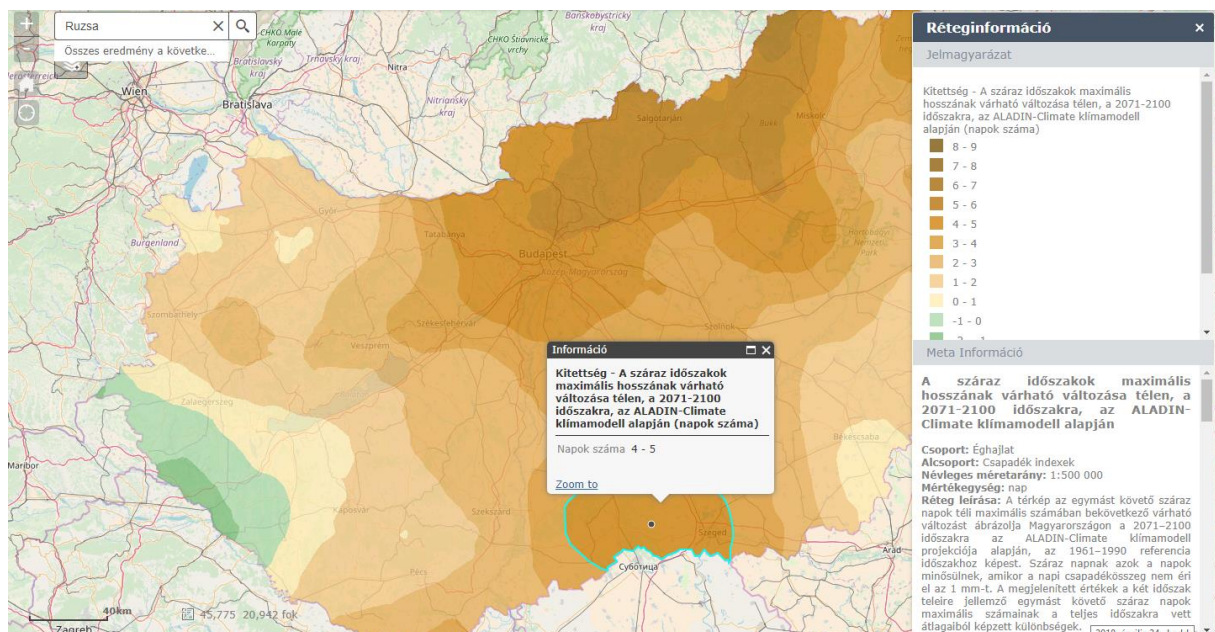 Ruzsa
Összes eredmény a követke...
CHKO Malé
Karpaty
Bratislavský
kraj
Trnavský kraj
Nitra
CHKO Štiavnické
vrchy
Banskobystrický
kraj
Wien
Bratislava
Nitriansky
kraj
Salgótarján
Bükk
Miskolc
Győr
Burgenland
Tatabánya
Budapest
Közép-Magyarország
Nemzeti
Park
Szombathely
Székesfehérvár
Szolnok
Veszprém
Zalaegerszeg
Békéscsaba
Maribor
Kaposvár
Szekszárd
Szeged
Pécs
Суботица
Arad
Zagreb
40km
45,775 20,942 fok
Információ
Kitettség - A száraz időszakok
maximális hosszának várható
változása télen, a 2071-2100
időszakra, az ALADIN-Climate
klímamodell alapján (napok száma)
Napok száma 4 - 5
Zoom to
Réteginformáció
Jelmagyarázat
Kitettség - A száraz időszakok maximális
hosszának várható változása télen, a 2071-2100
időszakra, az ALADIN-Climate klímamodell
alapján (napok száma)
8 - 9
7 - 8
6 - 7
5 - 6
4 - 5
3 - 4
2 - 3
1 - 2
0 - 1
-1 - 0
Meta Információ
A száraz időszakok maximális
hosszának várható változása télen, a
2071-2100 időszakra, az ALADIN-
Climate klímamodell alapján
Csoport: Éghajlat
Alcsoport: Csapadék indexek
Névleges méretarány: 1:500 000
Mértékegység: nap
Réteg leírása: A térkép az egymást követő száraz
napok téli maximális számában bekövetkező várható
változást ábrázolja Magyarországon a 2071–2100
időszakra az ALADIN-Climate klímamodell
projekciója alapján, az 1961–1990 referencia
időszakhoz képest. Száraz napnak azok a napok
minősülnek, amikor a napi csapadékösszeg nem éri
el az 1 mm-t. A megjelenített értékek a két időszak
teleire jellemző egymást követő száraz napok
maximális számainak a teljes időszakra vett
átlagaiból képzett különbségek.